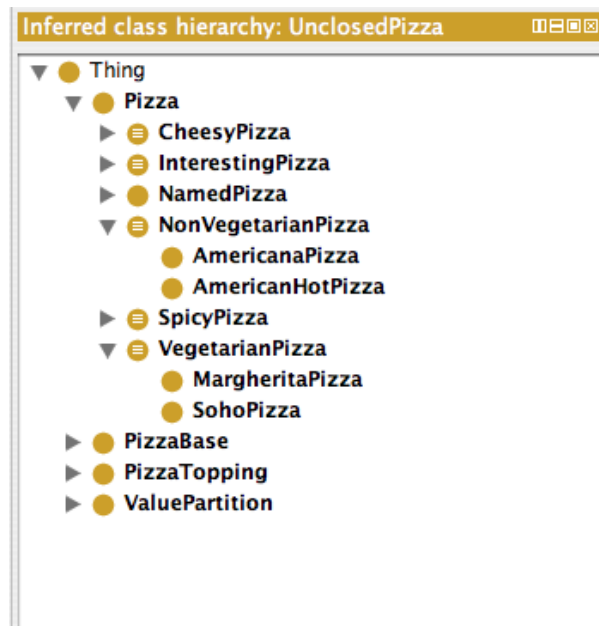 Inferred class hierarchy: UnclosedPizza
Thing
Pizza
CheesyPizza
InterestingPizza
NamedPizza
NonVegetarianPizza
AmericanaPizza
AmericanHotPizza
SpicyPizza
VegetarianPizza
MargheritaPizza
SohoPizza
PizzaBase
PizzaTopping
ValuePartition